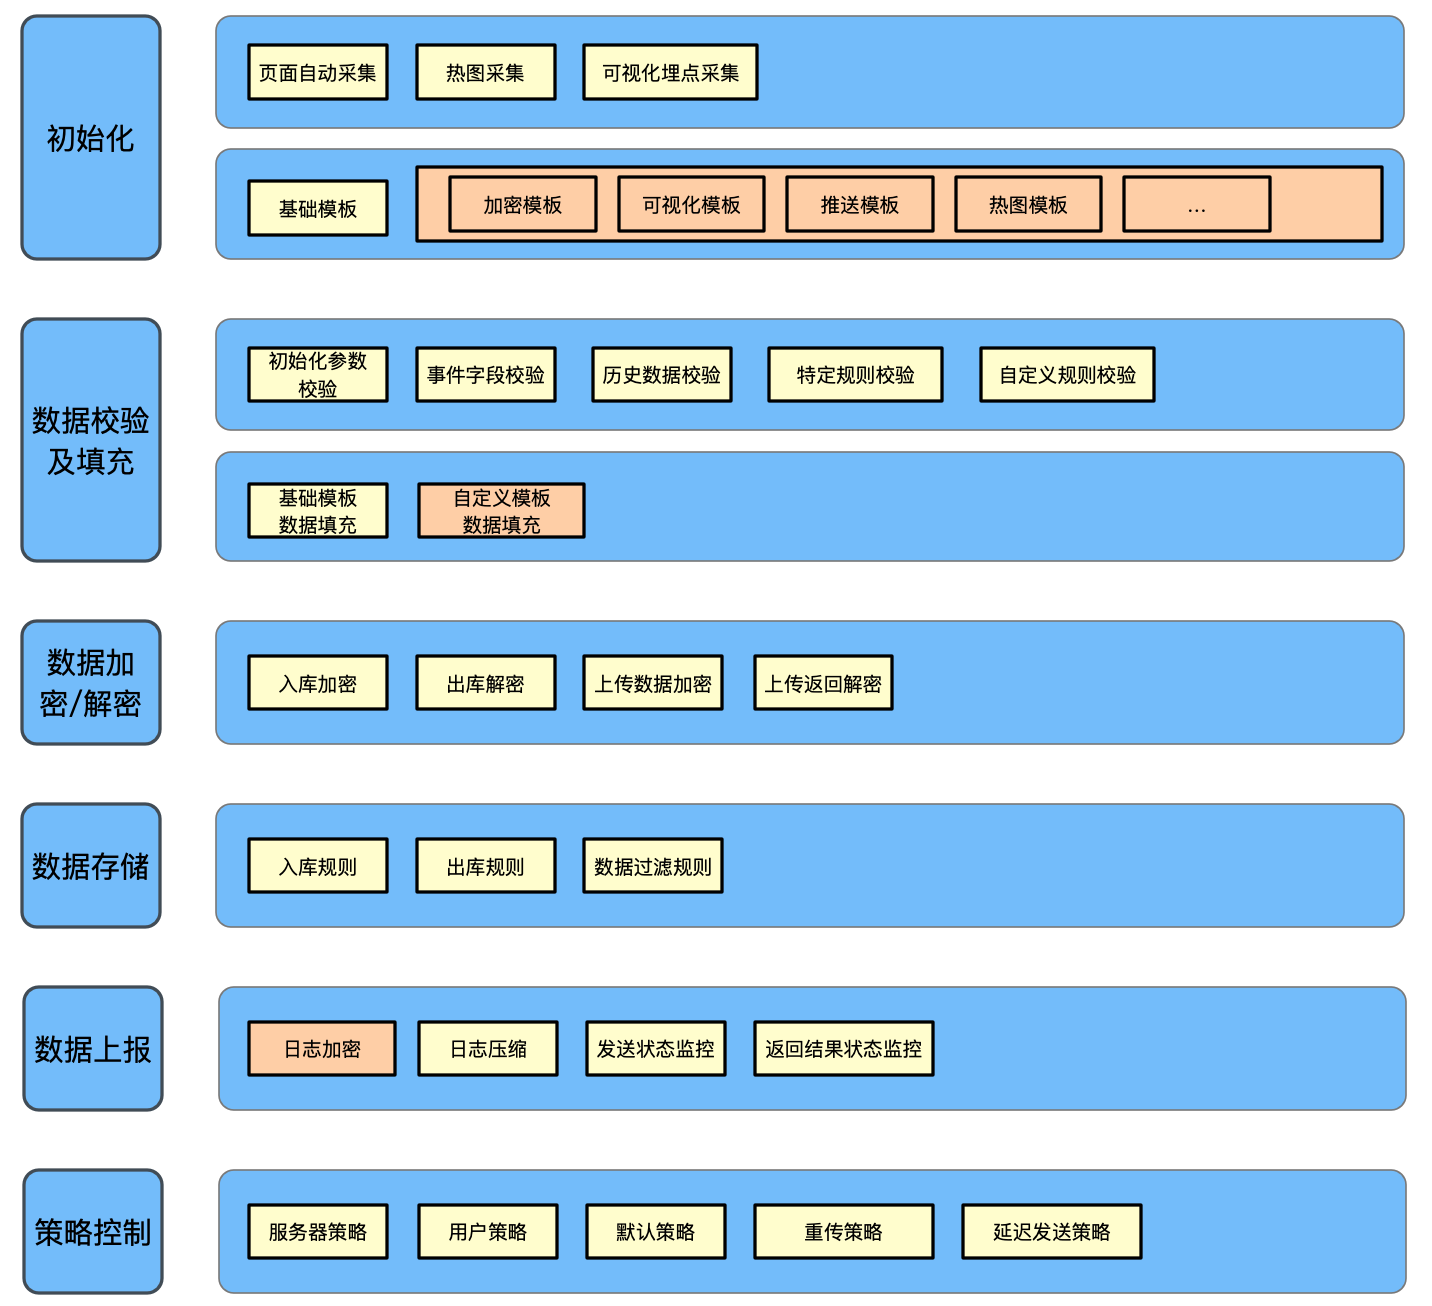 初始化
页面自动采集
热图采集
可视化埋点采集
基础模板
加密模板
可视化模板
推送模板
热图模板
...
数据校验
及填充
初始化参数
校验
事件字段校验
历史数据校验
特定规则校验
自定义规则校验
基础模板
数据填充
自定义模板
数据填充
数据加
密/解密
入库加密
出库解密
上传数据加密
上传返回解密
数据存储
入库规则
出库规则
数据过滤规则
数据上报
日志加密
日志压缩
发送状态监控
返回结果状态监控
策略控制
服务器策略
用户策略
默认策略
重传策略
延迟发送策略